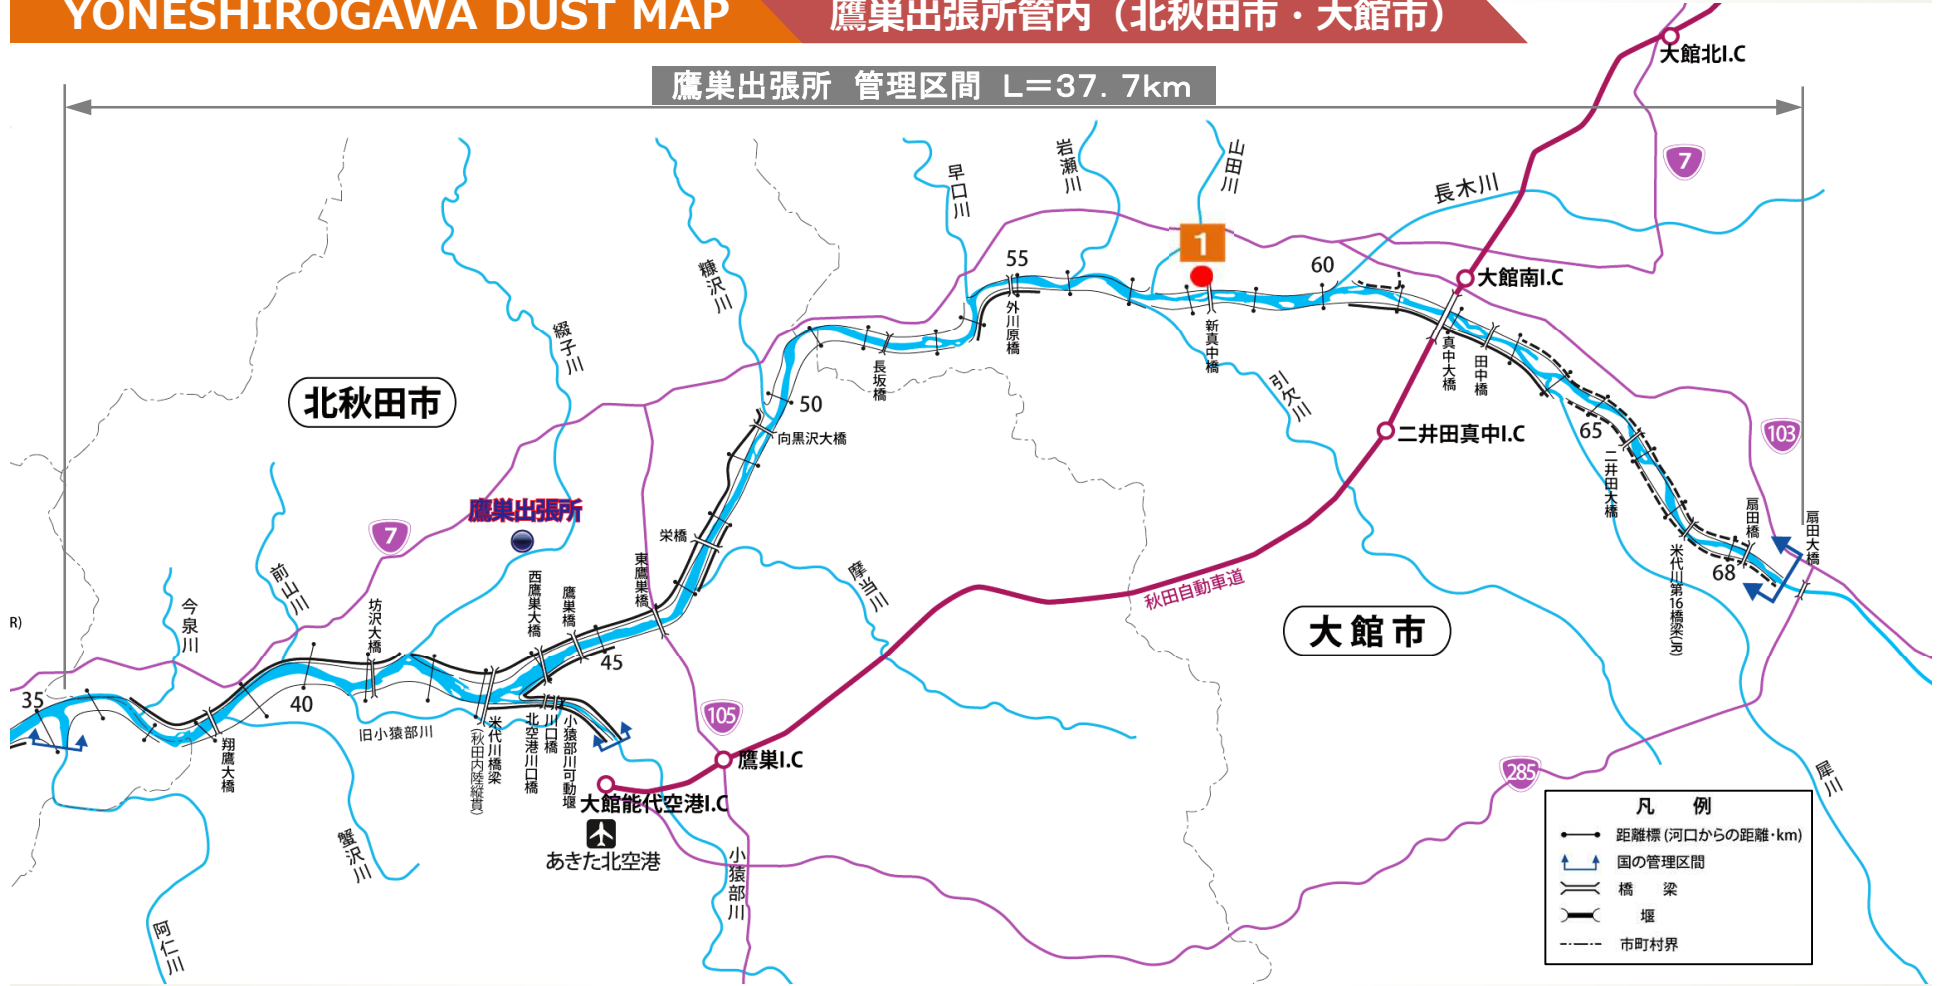 YONESHIROGAWA DUST MAP
鷹巣出張所管内（北秋田市・大館市）
大館北I.C
鷹巣出張所 管理区間 L＝37．7km
7
岩瀬川
山田川
早口川
長木川
1
糠沢川
55
60
大館南I.C
外川原橋
新真中橋
綴子川
長坂橋
真中大橋
田中橋
引欠川
北秋田市
50
向黒沢大橋
65
二井田真中I.C
103
二井田大橋
鷹巣出張所
7
栄橋
扇田橋
扇田大橋
東鷹巣橋
米代川第16橋梁(JR)
68
摩当川
秋田自動車道
前山川
今泉川
坊沢大橋
西鷹巣大橋
鷹巣橋
R)
大館市
45
35
40
105
旧小猿部川
翔鷹大橋
米代川橋梁
(秋田内陸縦貫)
北空港川口橋
川口橋
小猿部川可動堰
鷹巣I.C
大館能代空港I.C
285
犀川
あきた北空港
蟹沢川
小猿部川
阿仁川
凡 例
距離標(河口からの距離・km)
国の管理区間
橋 梁
堰
市町村界